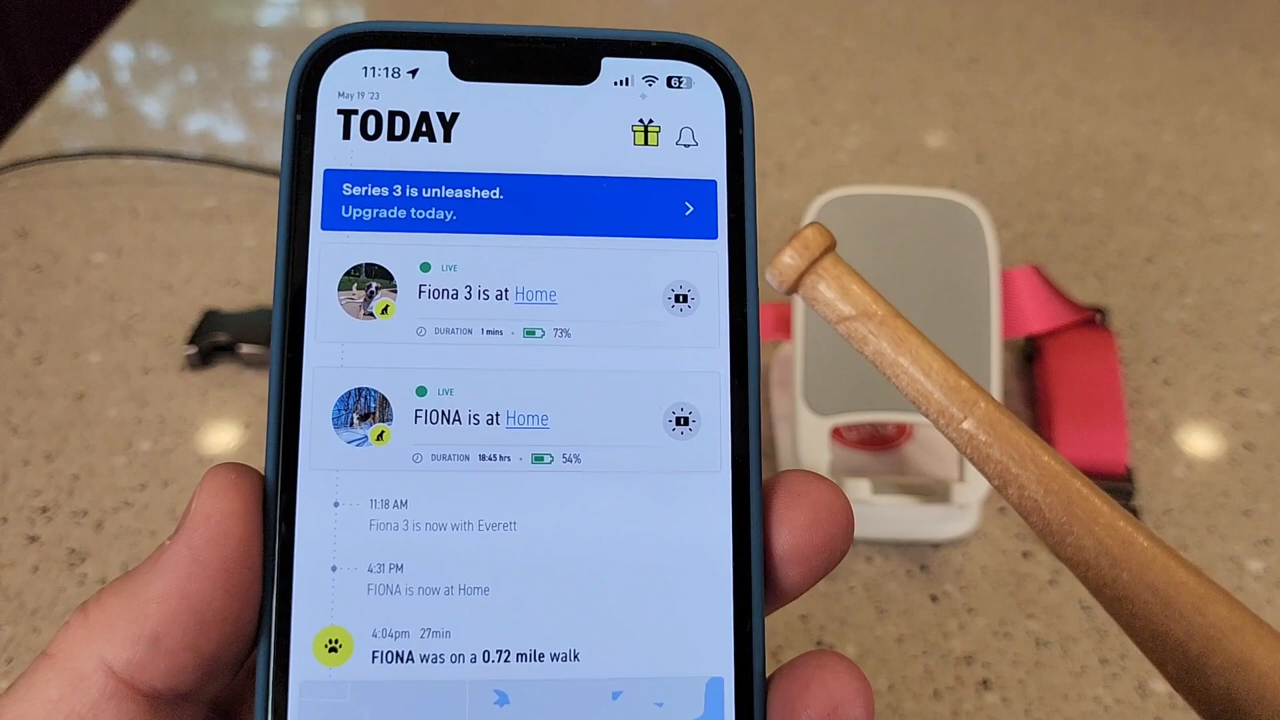 11:18
62
May 19 '23
TODAY
Series 3 is unleashed.
Upgrade today.
LIVE
Fiona 3 is at Home
DURATION 1 mins 73%
LIVE
FIONA is at Home
DURATION 18:45 hrs 54%
11:18 AM
Fiona 3 is now with Everett
4:31 PM
FIONA is now at Home
4:04pm 27min
FIONA was on a 0.72 mile walk